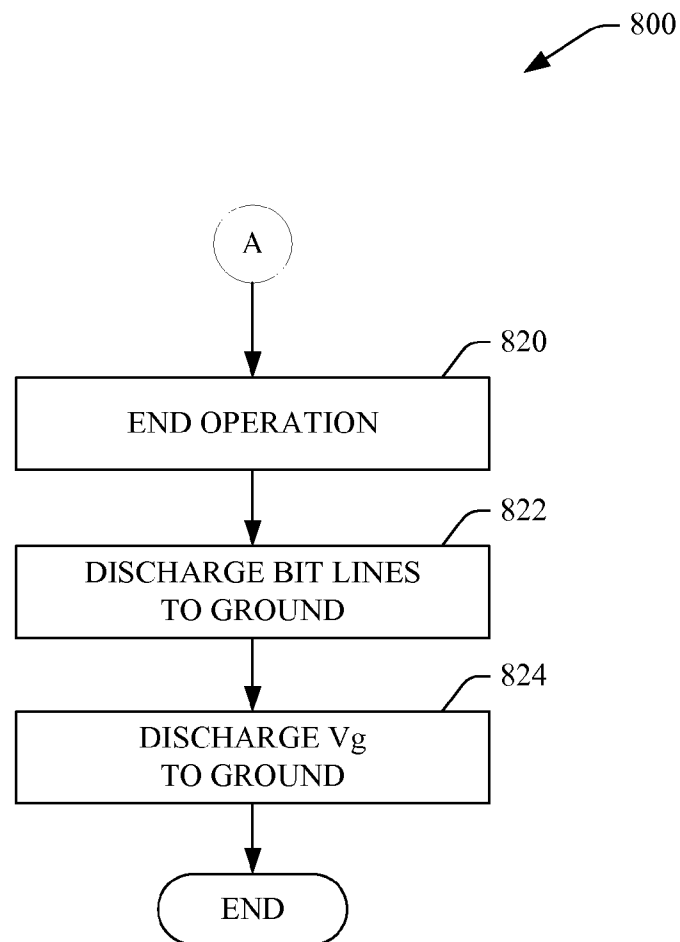 800
A
820
END OPERATION
822
DISCHARGE BIT LINES
TO GROUND
824
DISCHARGE Vg
TO GROUND
END